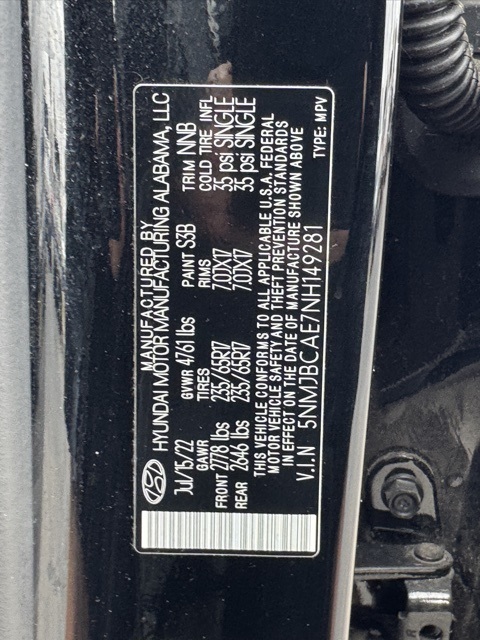 MANUFACTURED BY
HYUNDAI MOTOR MANUFACTURING ALABAMA, LLC
Jul/15/22 GVWR 4761 lbs PAINT S3B TRIM NNB
GAWR TIRES RIMS COLD TIRE INFL
FRONT 2778 lbs 235/65R17 7.0JX17 35 psi SINGLE
REAR 2646 lbs 235/65R17 7.0JX17 35 psi SINGLE
THIS VEHICLE CONFORMS TO ALL APPLICABLE U.S.A. FEDERAL
MOTOR VEHICLE SAFETY AND THEFT PREVENTION STANDARDS
IN EFFECT ON THE DATE OF MANUFACTURE SHOWN ABOVE
V.I.N 5NMJBCAE7NH149281 TYPE: MPV
R